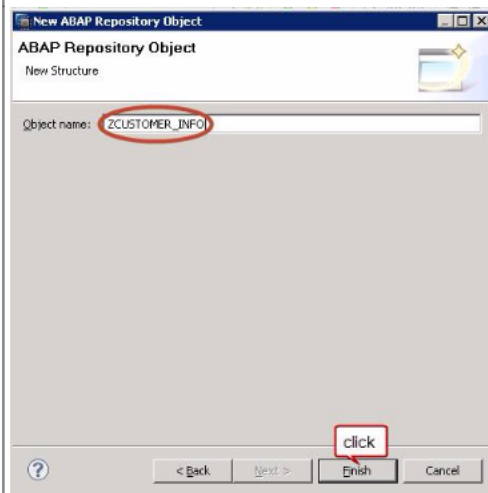 New ABAP Repository Object
ABAP Repository Object
New Structure
Object name: ZCUSTOMER_INFO
click
?
< Back Next > Finish Cancel